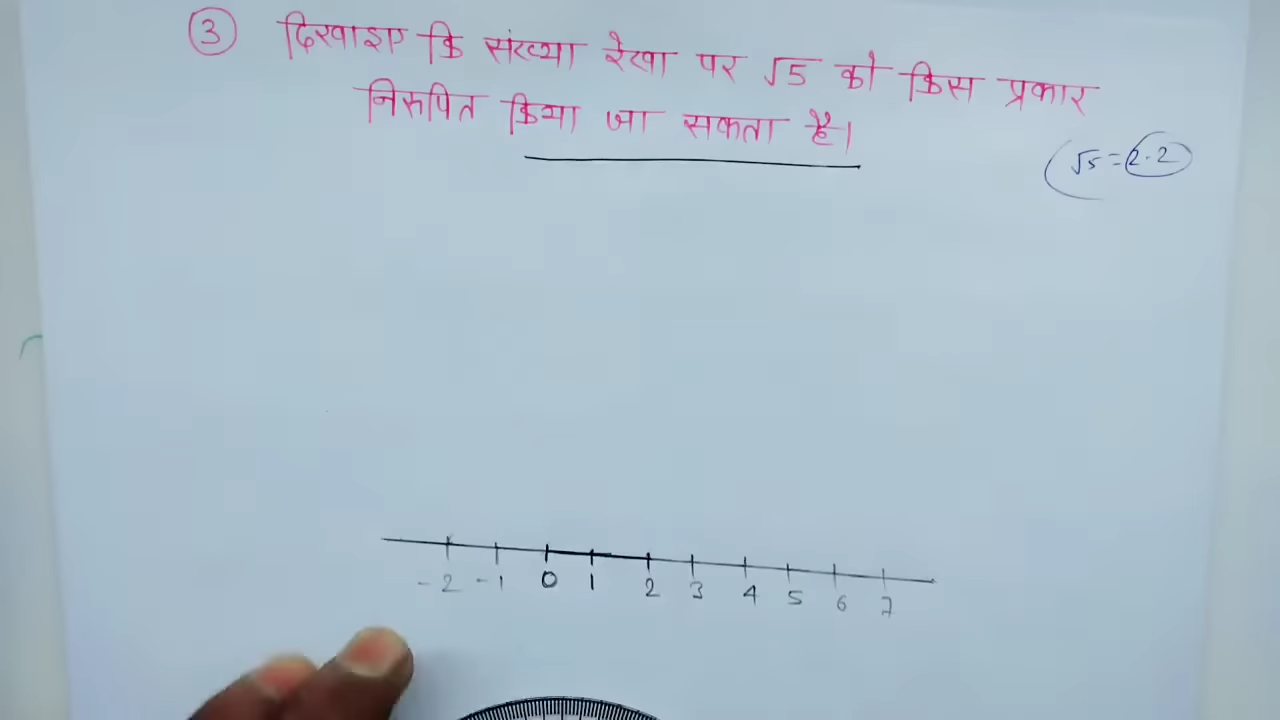 ③ दिखाइए कि संख्या रेखा पर √5 को किस प्रकार
निरुपित किया जा सकता है।
√5 = 2.2
-2 -1 0 1 2 3 4 5 6 7